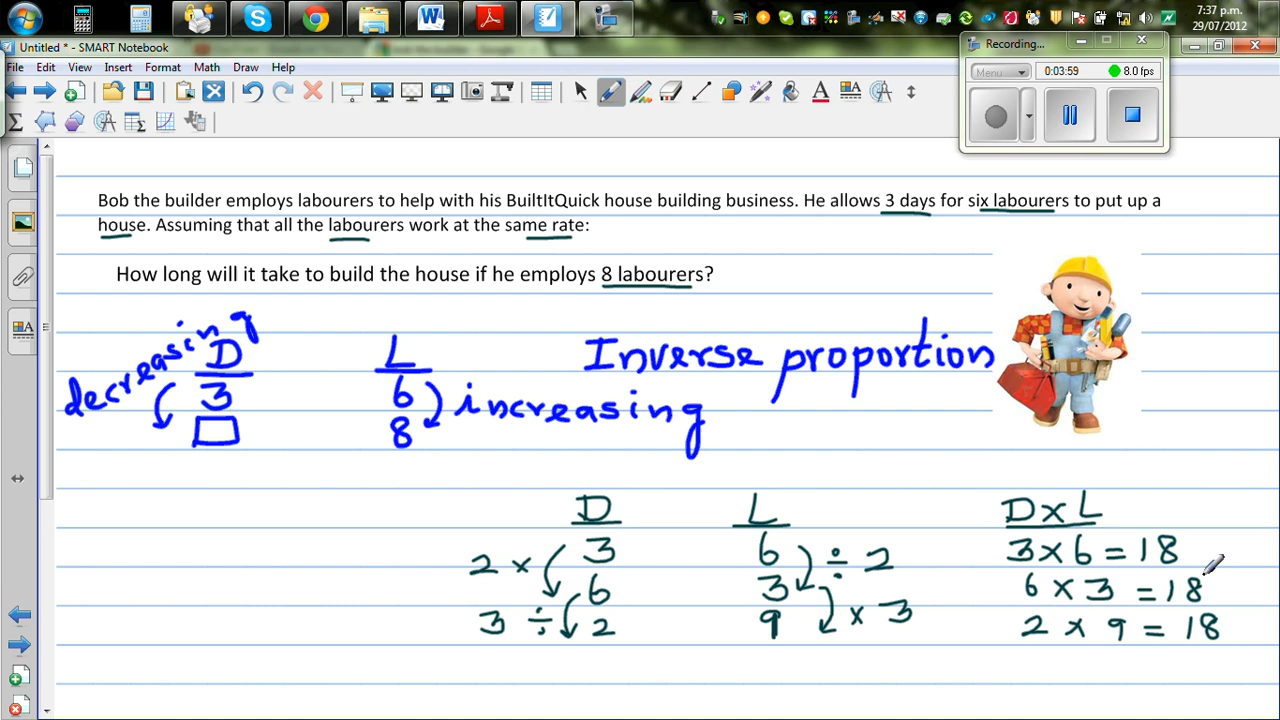 7:37 p.m.
29/07/2012
Untitled * - SMART Notebook
File Edit View Insert Format Math Draw Help
Recording...
Menu 0:03:59 8.0 fps
Bob the builder employs labourers to help with his BuiltItQuick house building business. He allows 3 days for six labourers to put up a
house. Assuming that all the labourers work at the same rate:
How long will it take to build the house if he employs 8 labourers?
decreasing D L Inverse proportion
3 6 increasing
8
D L D x L
2 x 3 6 ÷ 2 3 x 6 = 18
6 3 6 x 3 = 18
3 ÷ 2 9 x 3 2 x 9 = 18